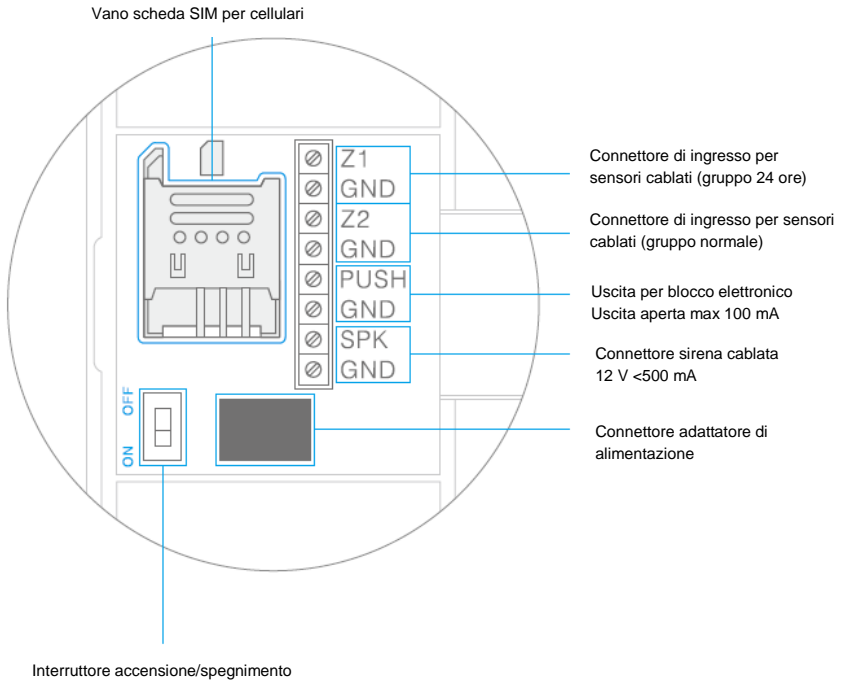 Vano scheda SIM per cellulari
Z1
GND
Z2
GND
PUSH
GND
SPK
GND
Connettore di ingresso per
sensori cablati (gruppo 24 ore)
Connettore di ingresso per sensori
cablati (gruppo normale)
Uscita per blocco elettronico
Uscita aperta max 100 mA
Connettore sirena cablata
12 V <500 mA
Connettore adattatore di
alimentazione
OFF
ON
Interruttore accensione/spegnimento